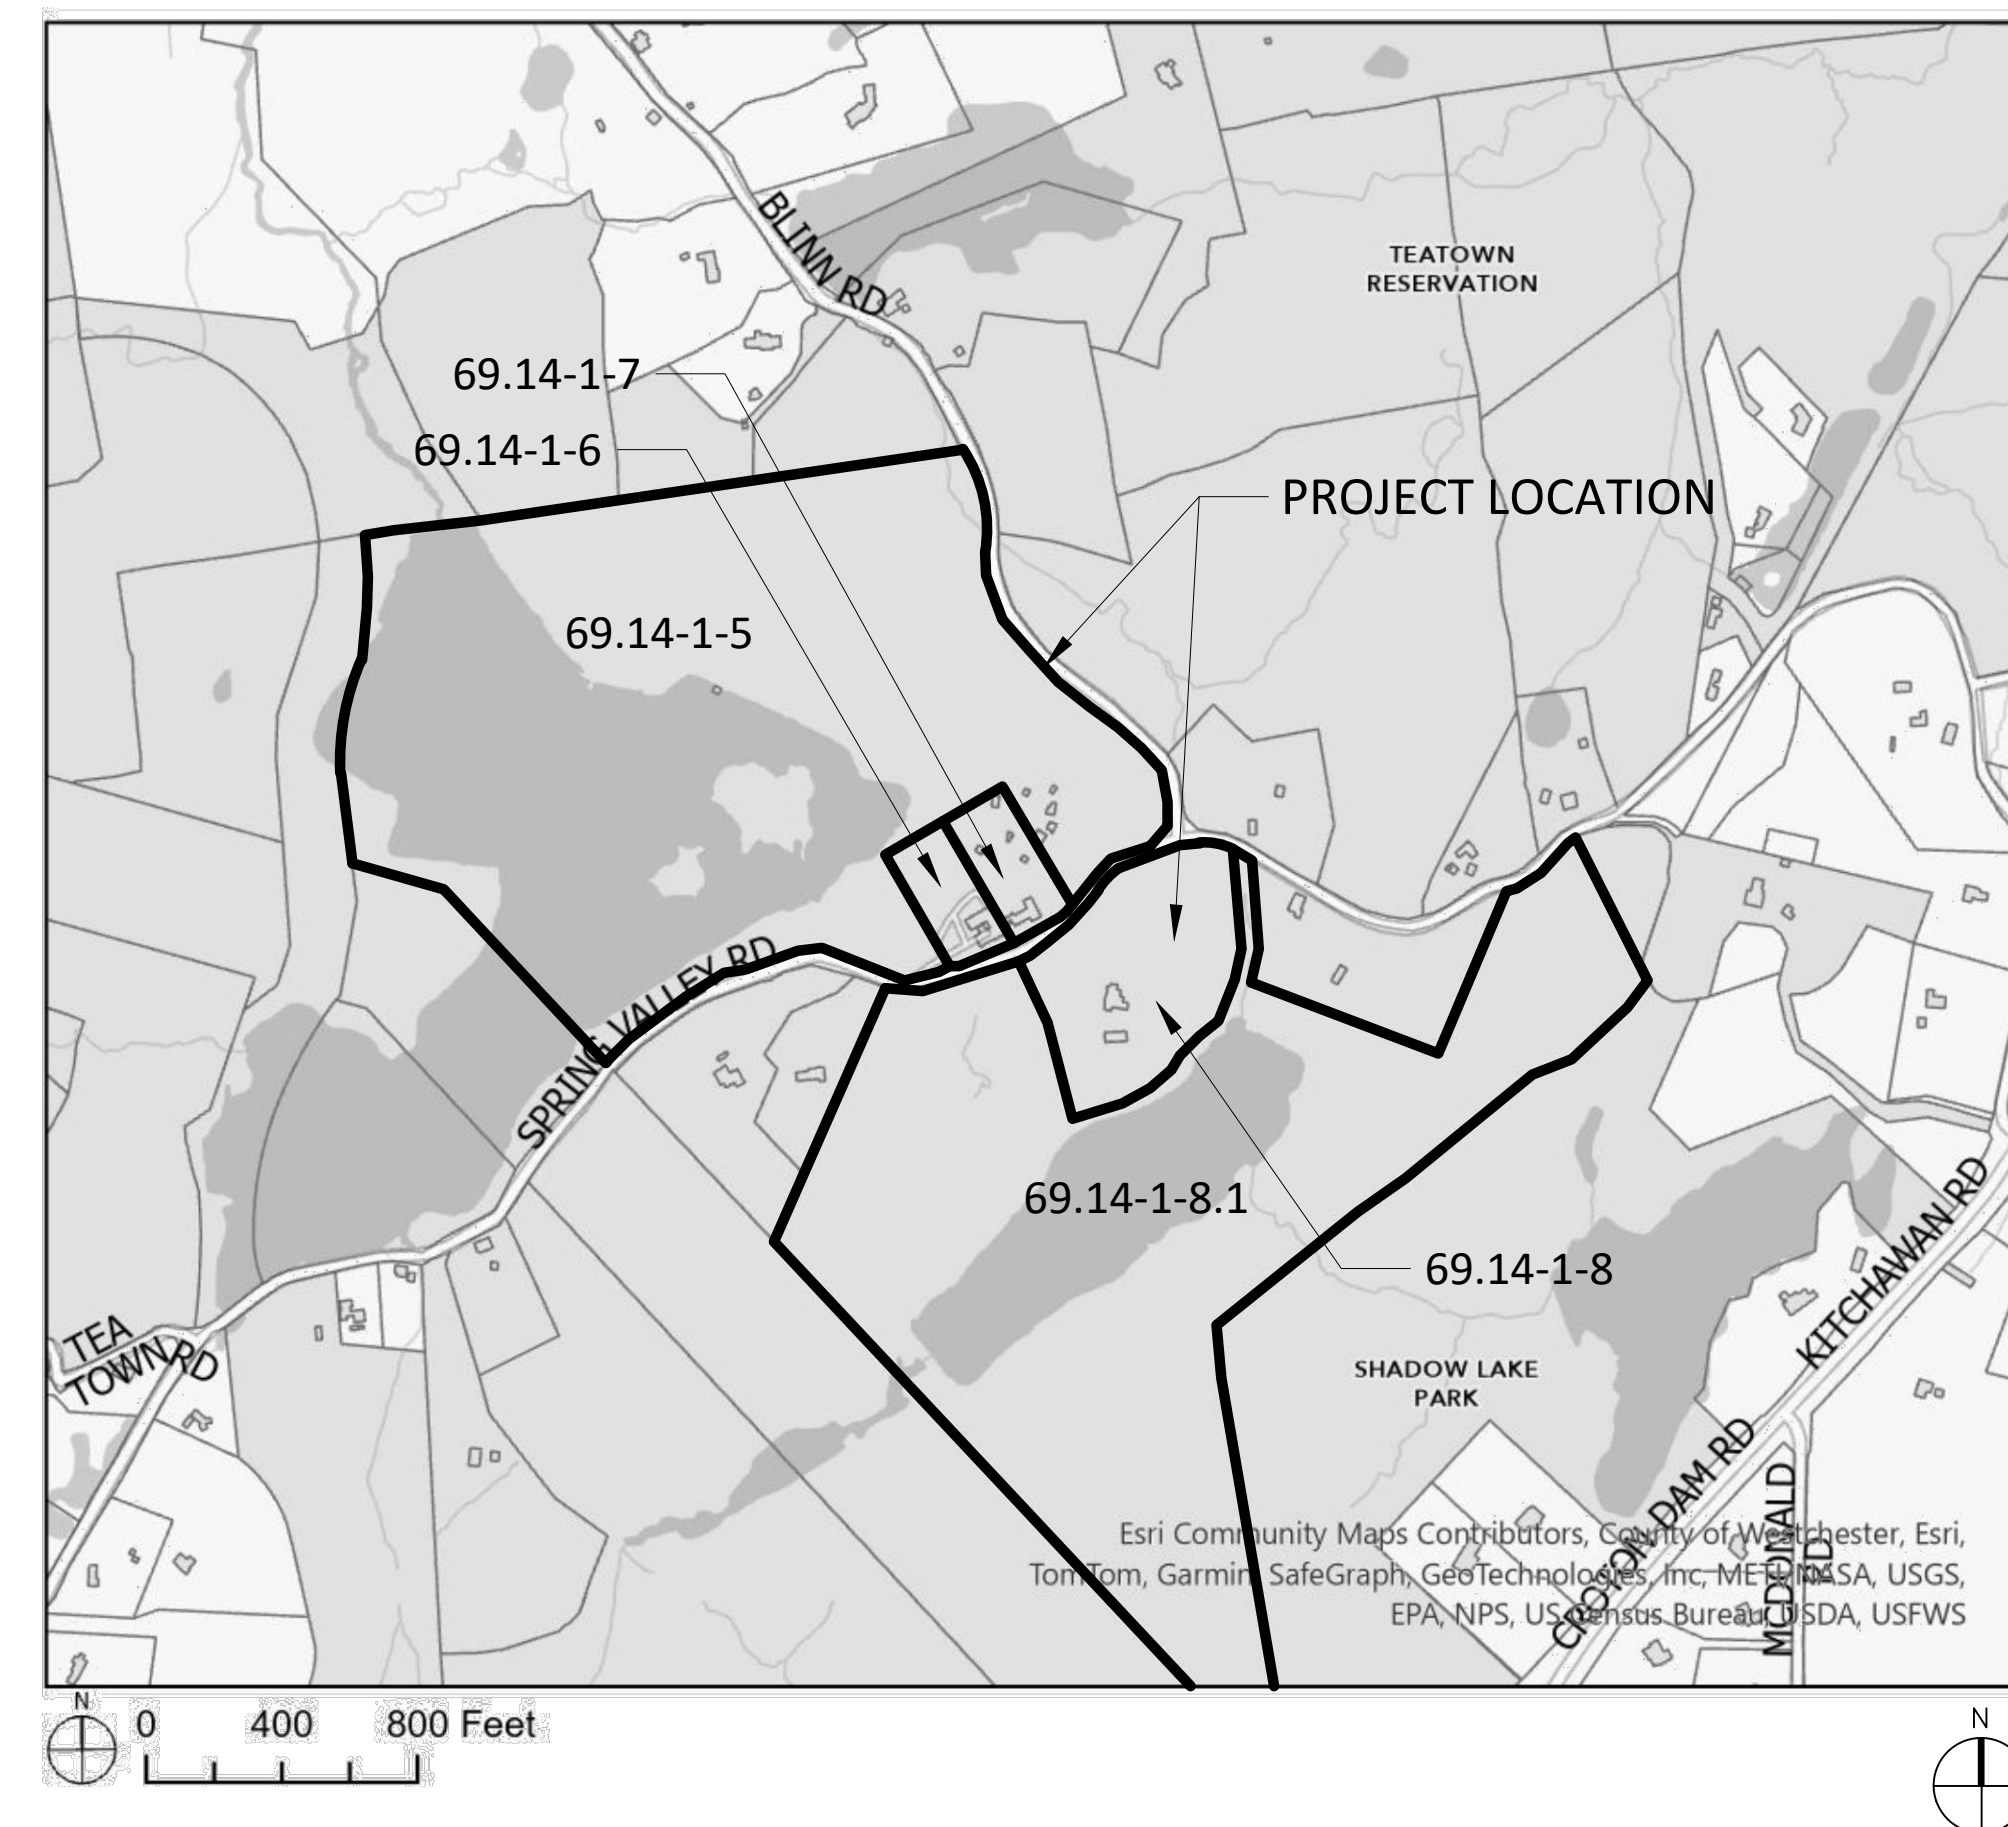 BLINN RD
TEATOWN
RESERVATION
69.14-1-7
69.14-1-6
PROJECT LOCATION
69.14-1-5
SPRING VALLEY RD
69.14-1-8.1
69.14-1-8
TEA
TOWN RD
SHADOW LAKE
PARK
KITCHAWAN RD
CROTON DAM RD
MCDONALD
RD
Esri Community Maps Contributors, County of Westchester, Esri,
TomTom, Garmin, SafeGraph, GeoTechnologies, Inc, METI/NASA, USGS,
EPA, NPS, US Census Bureau, USDA, USFWS
N
0 400 800 Feet
N